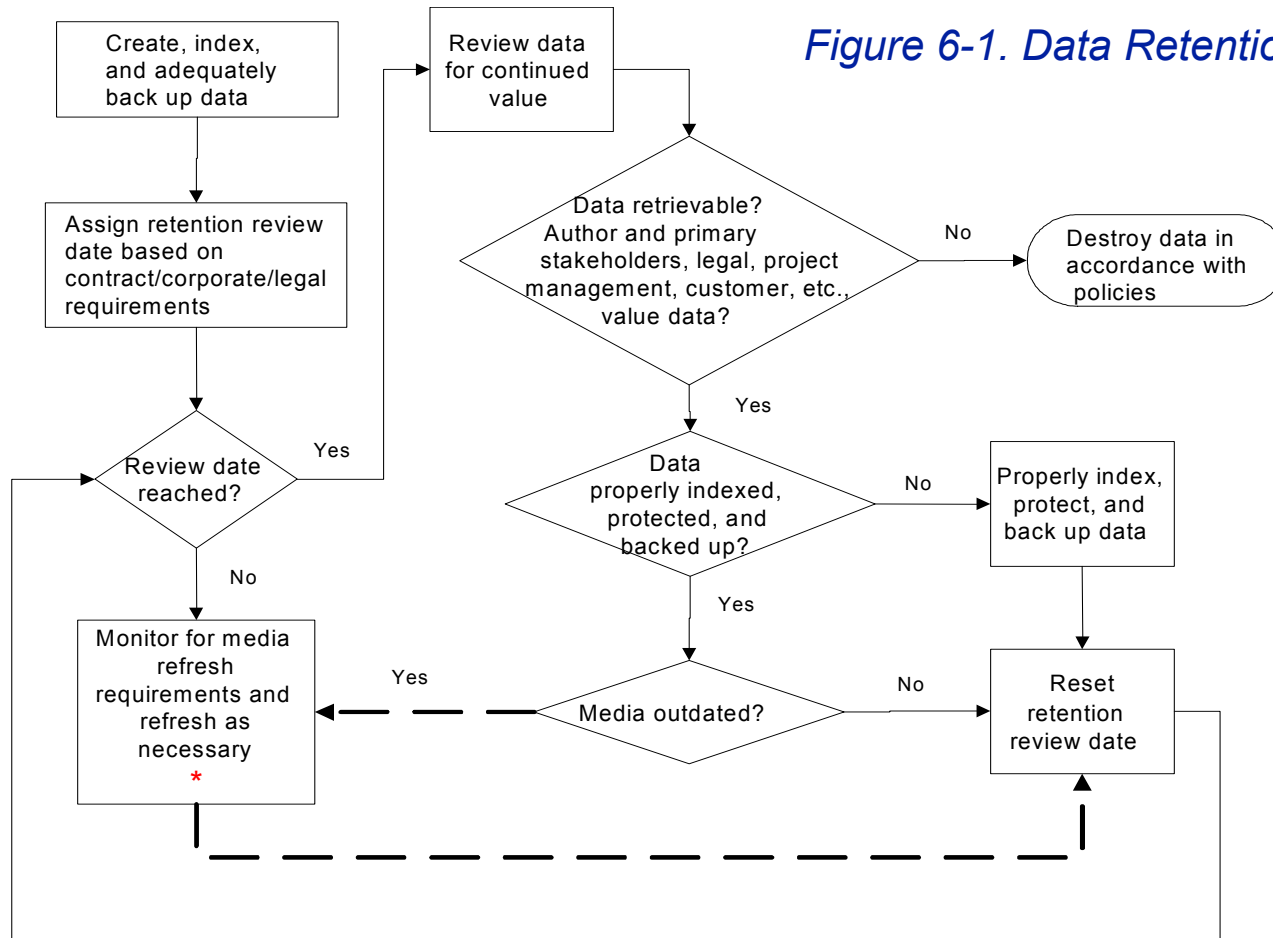 Figure 6-1. Data Retentio
Create, index,
and adequately
back up data
Review data
for continued
value
Assign retention review
date based on
contract/corporate/legal
requirements
Data retrievable?
Author and primary
stakeholders, legal, project
management, customer, etc.,
value data?
No
Destroy data in
accordance with
policies
Yes
Review date
reached?
Yes
Data
properly indexed,
protected, and
backed up?
No
Properly index,
protect, and
back up data
No
Yes
Monitor for media
refresh
requirements and
refresh as
necessary
*
Yes
Media outdated?
No
Reset
retention
review date